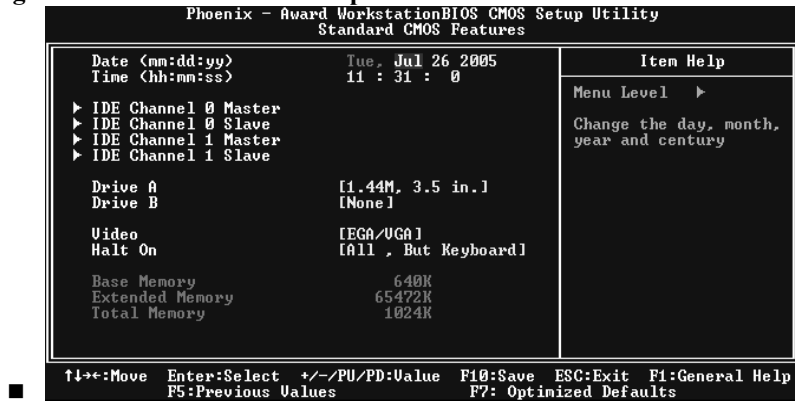 Phoenix - Award WorkstationBIOS CMOS Setup Utility
Standard CMOS Features
Date (mm:dd:yy) Tue, Jul 26 2005
Time (hh:mm:ss) 11 : 31 : 0
► IDE Channel 0 Master
► IDE Channel 0 Slave
► IDE Channel 1 Master
► IDE Channel 1 Slave
Drive A [1.44M, 3.5 in.]
Drive B [None]
Video [EGA/VGA]
Halt On [All , But Keyboard]
Base Memory 640K
Extended Memory 65472K
Total Memory 1024K
Item Help
Menu Level ►
Change the day, month,
year and century
↑↓→←:Move Enter:Select +/-/PU/PD:Value F10:Save ESC:Exit F1:General Help
F5:Previous Values F7: Optimized Defaults